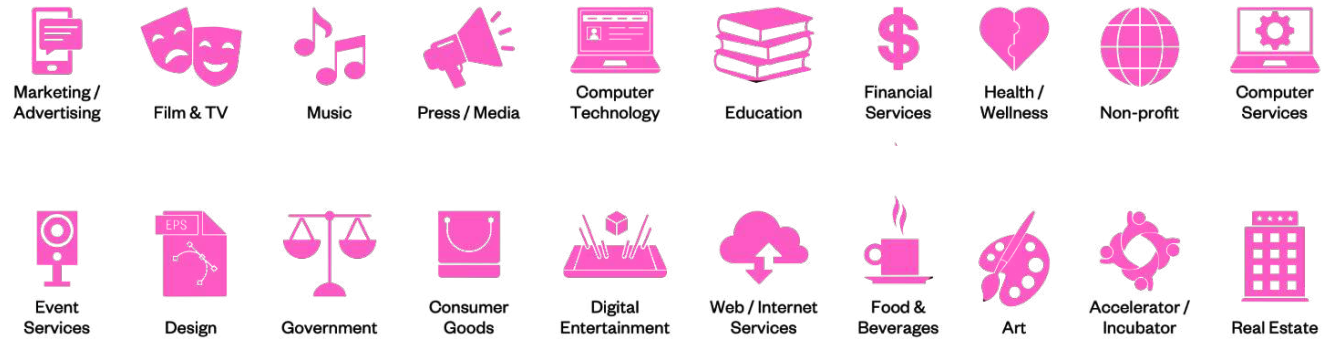 Marketing /
Advertising
Film & TV
Music
Press / Media
Computer
Technology
Education
Financial
Services
Health /
Wellness
Non-profit
Computer
Services
EPS
Event
Services
Design
Government
Consumer
Goods
Digital
Entertainment
Web / Internet
Services
Food &
Beverages
Art
Accelerator /
Incubator
Real Estate